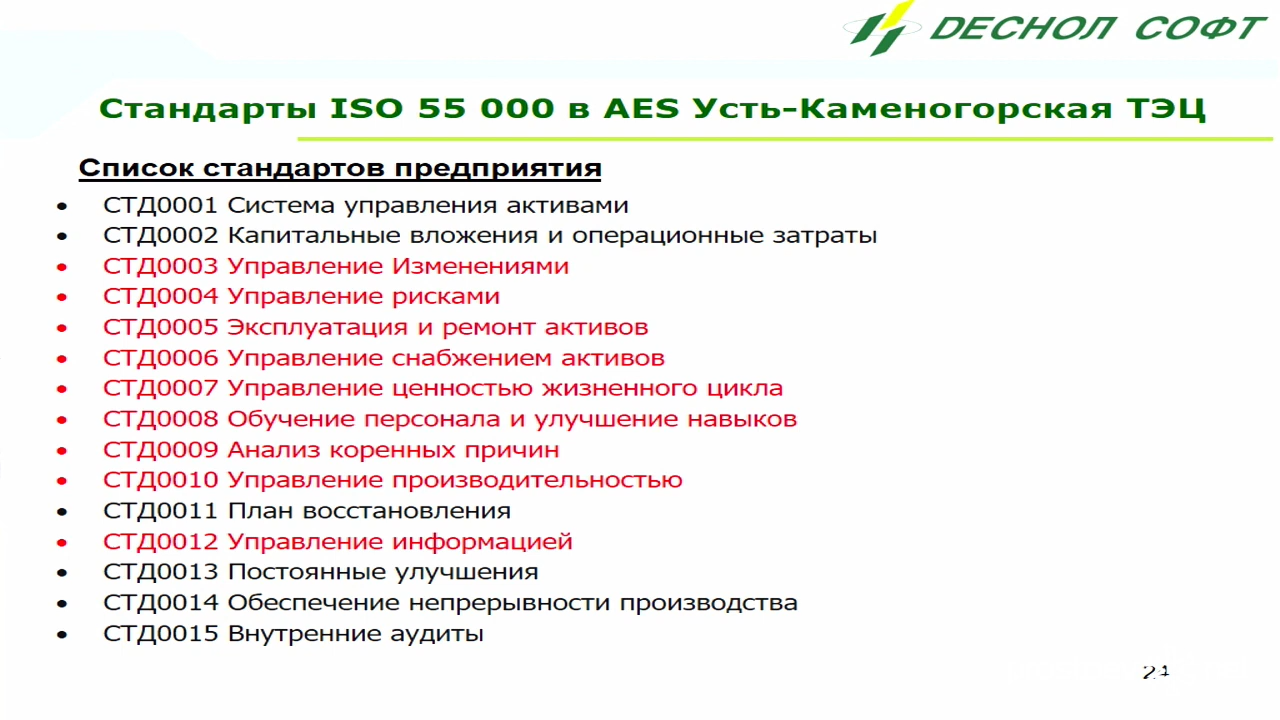 DЕСНОЛ СОФТ
Стандарты ISO 55 000 в AES Усть-Каменогорская ТЭЦ
Список стандартов предприятия
• СТД0001 Система управления активами
• СТД0002 Капитальные вложения и операционные затраты
• СТД0003 Управление Изменениями
• СТД0004 Управление рисками
• СТД0005 Эксплуатация и ремонт активов
• СТД0006 Управление снабжением активов
• СТД0007 Управление ценностью жизненного цикла
• СТД0008 Обучение персонала и улучшение навыков
• СТД0009 Анализ коренных причин
• СТД0010 Управление производительностью
• СТД0011 План восстановления
• СТД0012 Управление информацией
• СТД0013 Постоянные улучшения
• СТД0014 Обеспечение непрерывности производства
• СТД0015 Внутренние аудиты
24